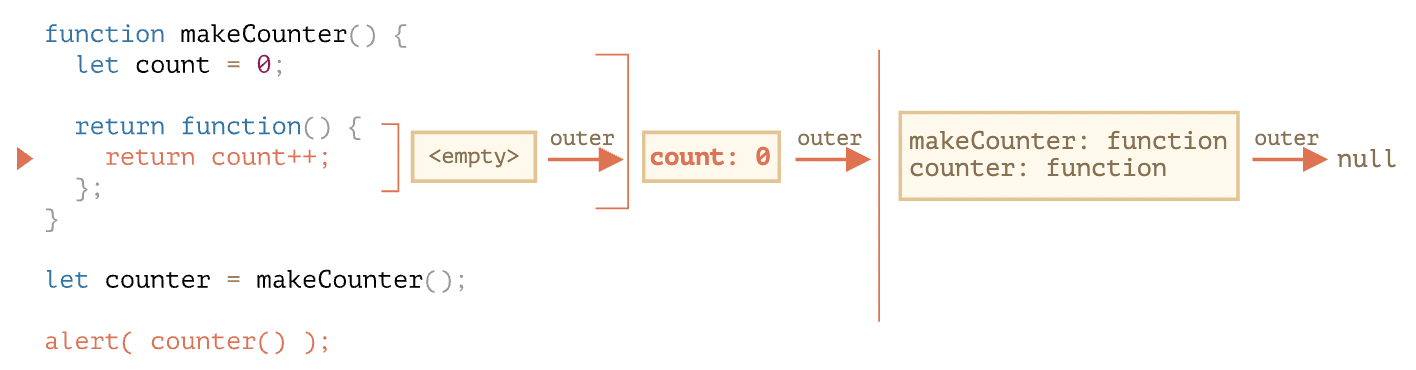 function makeCounter() {
let count = 0;
return function() {
return count++;
};
}
let counter = makeCounter();
alert( counter() );
<empty>
outer
count: 0
outer
makeCounter: function
counter: function
outer
null